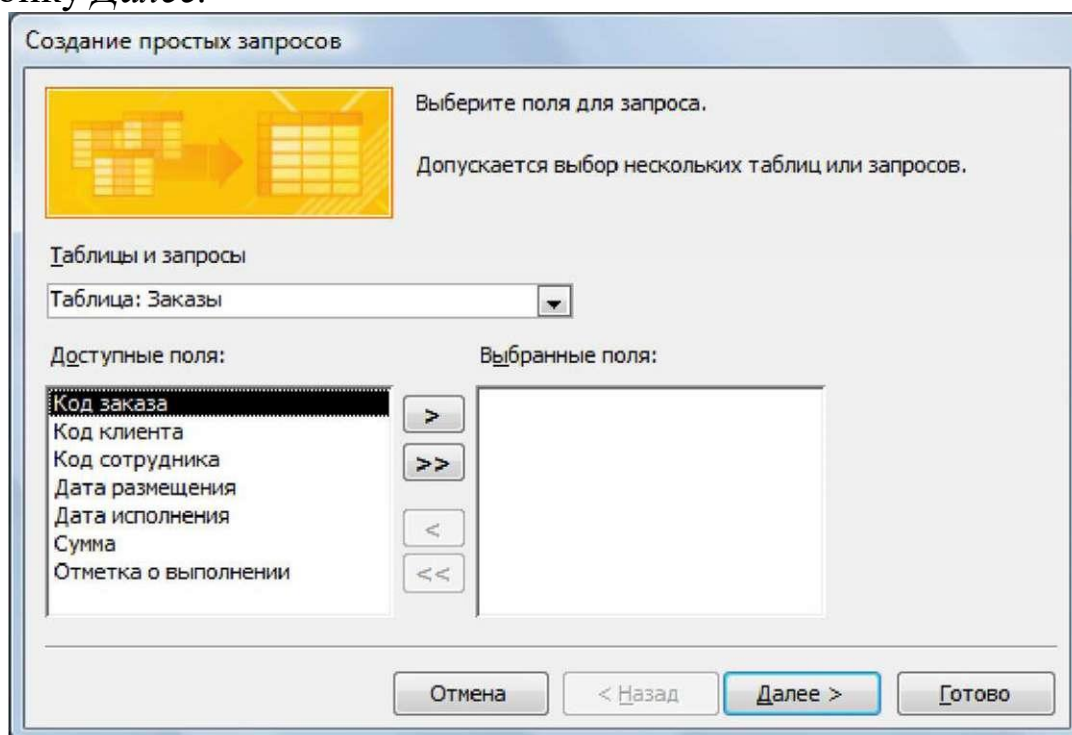 Далее.
Создание простых запросов
Выберите поля для запроса.
Допускается выбор нескольких таблиц или запросов.
Таблицы и запросы
Таблица: Заказы
Доступные поля:
Выбранные поля:
Код заказа
Код клиента
Код сотрудника
Дата размещения
Дата исполнения
Сумма
Отметка о выполнении
>
>>
<
<<
Отмена
< Назад
Далее >
Готово